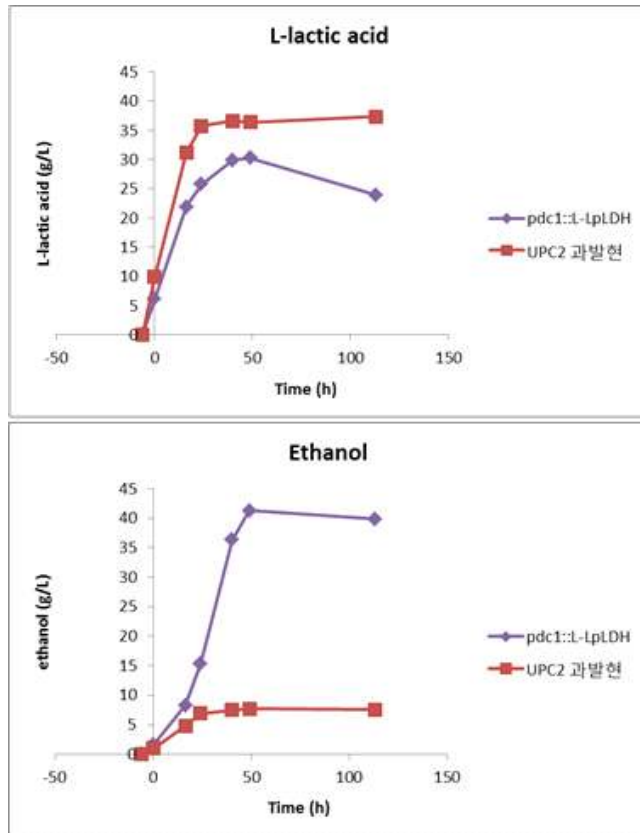 L-lactic acid
45
40
35
30
25
20
15
10
5
0
L-lactic acid (g/L)
-50 0 50 100 150
Time (h)
pdc1::L-LpLDH
UPC2 과발현
Ethanol
45
40
35
30
25
20
15
10
5
0
ethanol (g/L)
-50 0 50 100 150
Time (h)
pdc1::L-LpLDH
UPC2 과발현